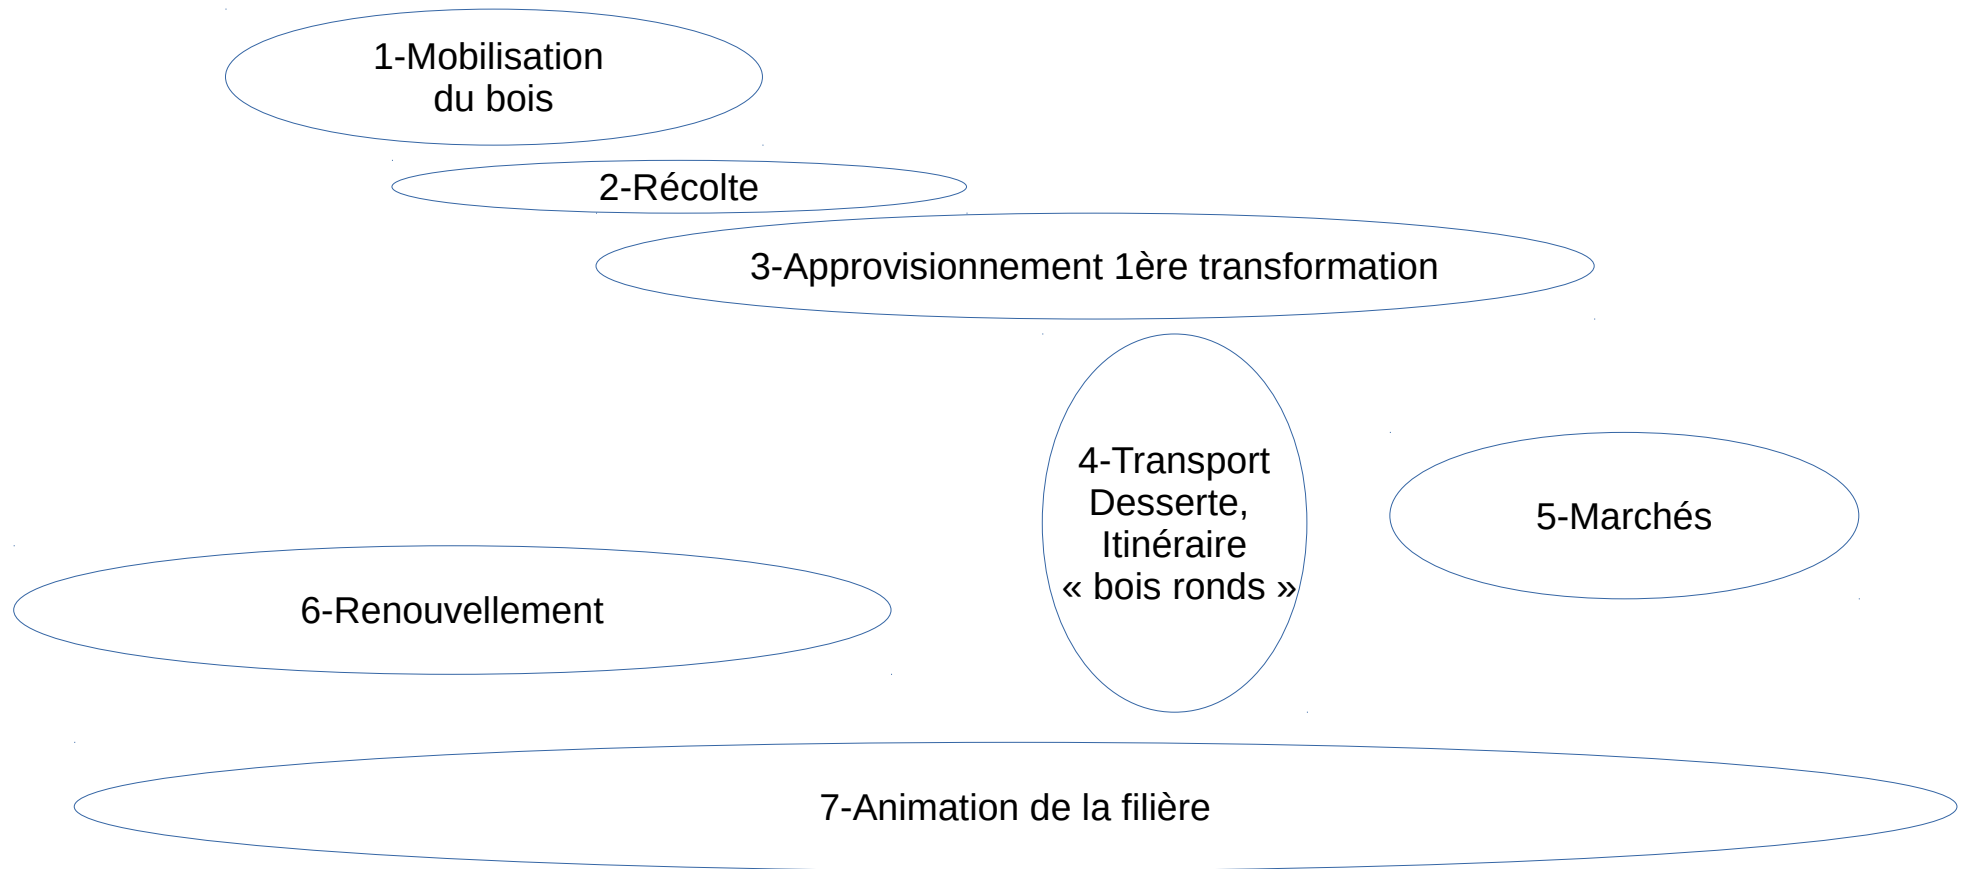 1-Mobilisation
du bois
2-Récolte
3-Approvisionnement 1ère transformation
4-Transport
Desserte,
Itinéraire
« bois ronds »
5-Marchés
6-Renouvellement
7-Animation de la filière